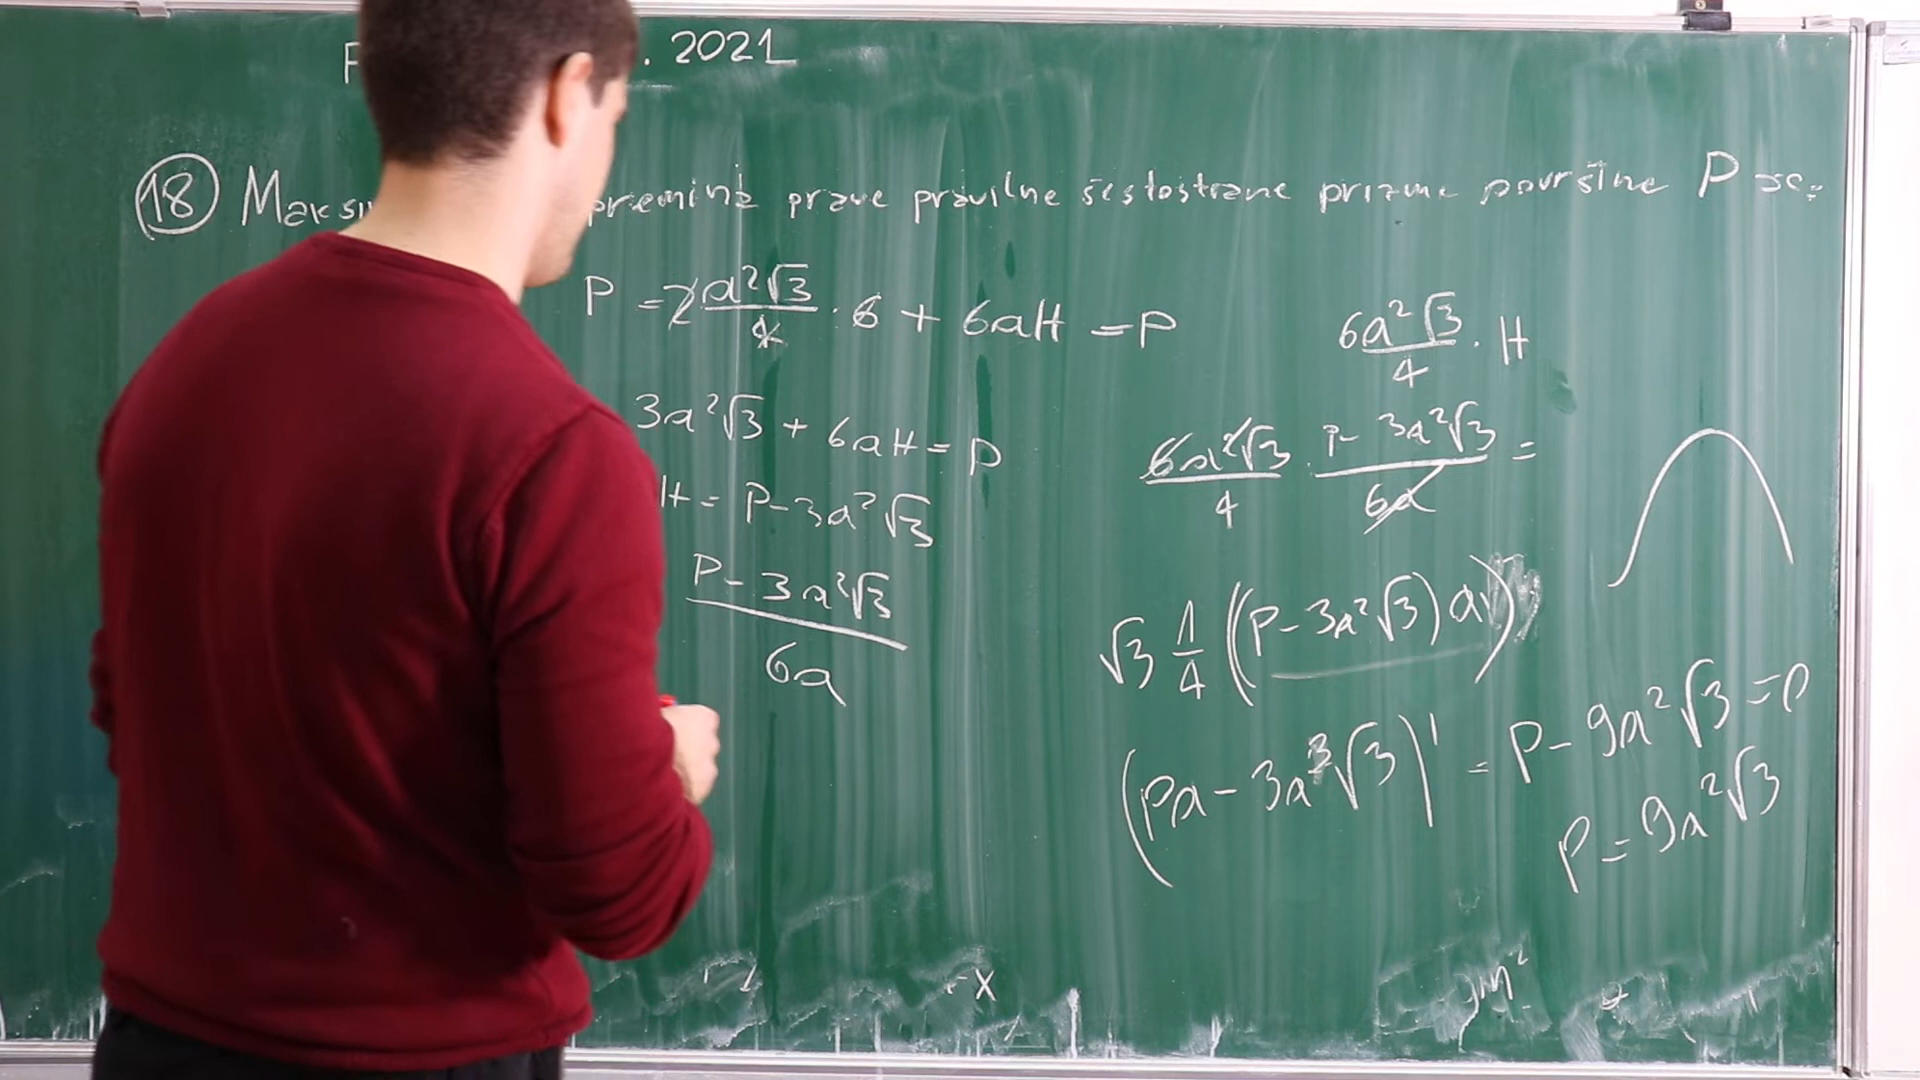 . 2021
18 Maksi premina prave pravilne šestostrane prizme površine P je:
P = 2 a²√3/4 · 6 + 6aH = P
3a²√3 + 6aH = P
H = P - 3a²√3
P - 3a²√3 / 6a
6a²√3/4 · H
6a²√3/4 · P - 3a²√3/6a =
√3 1/4 ((P - 3a²√3) a)
(Pa - 3a³√3)' = P - 9a²√3 = 0
P = 9a²√3